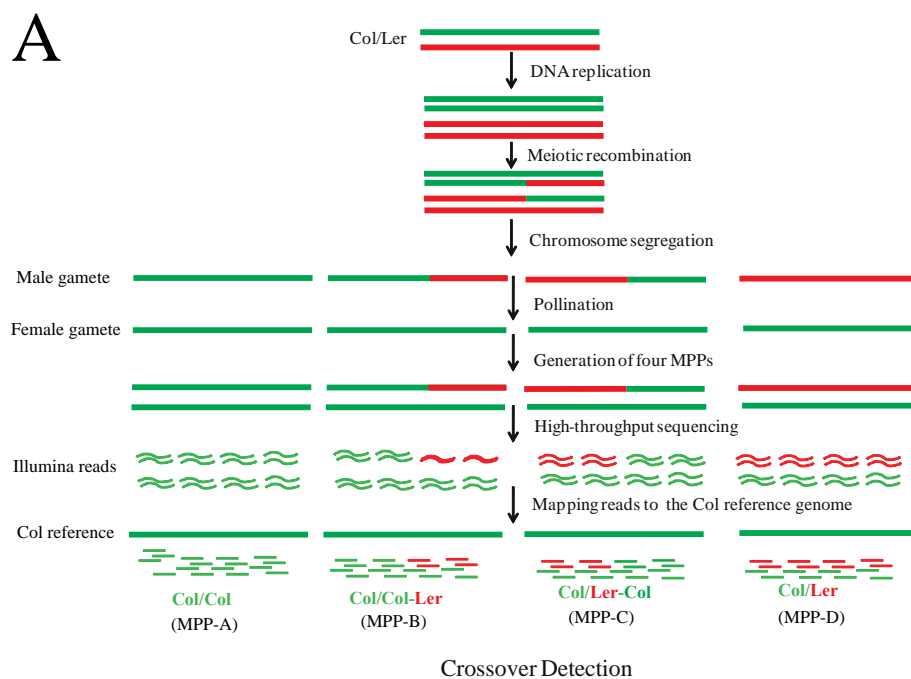 A
Col/Ler
DNA replication
Meiotic recombination
Chromosome segregation
Male gamete
Pollination
Female gamete
Generation of four MPPs
High-throughput sequencing
Illumina reads
Mapping reads to the Col reference genome
Col reference
Col/Col Col/Col-Ler Col/Ler-Col Col/Ler
(MPP-A) (MPP-B) (MPP-C) (MPP-D)
Crossover Detection